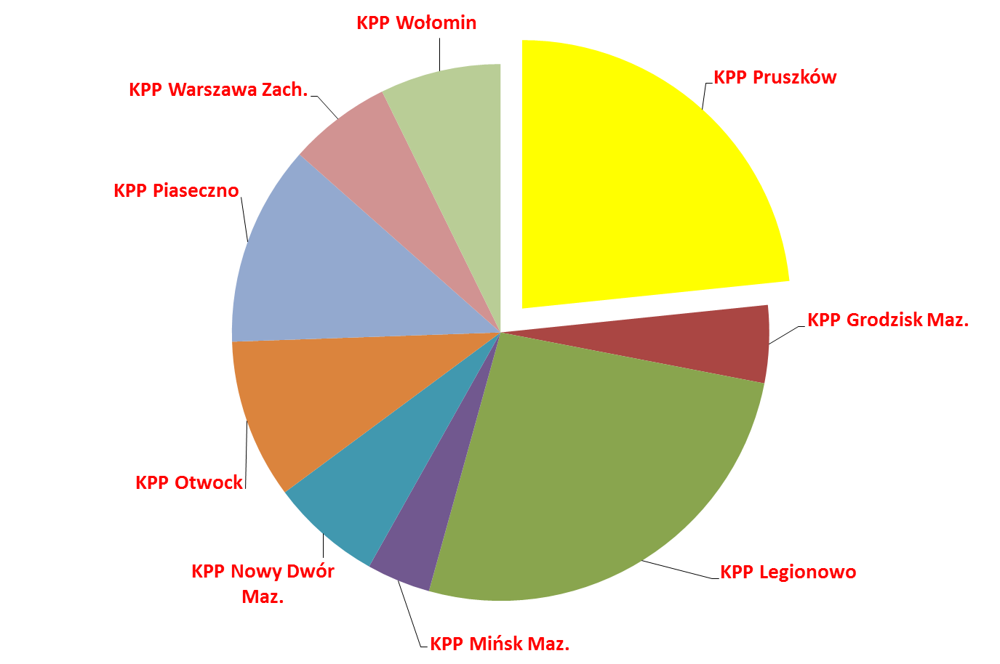 KPP Wołomin
KPP Pruszków
KPP Warszawa Zach.
KPP Piaseczno
KPP Grodzisk Maz.
KPP Otwock
KPP Nowy Dwór
Maz.
KPP Legionowo
KPP Mińsk Maz.